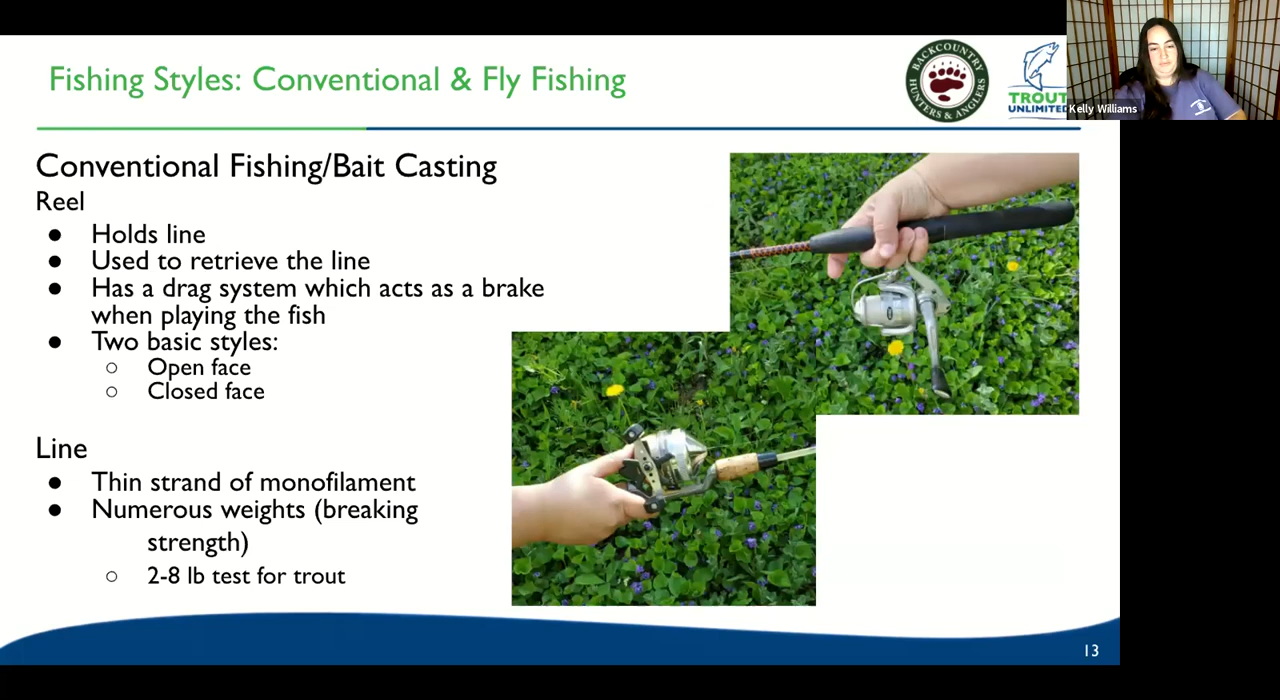 Fishing Styles: Conventional & Fly Fishing
BACKCOUNTRY
HUNTERS & ANGLERS
TROUT
UNLIMITED
Kelly Williams
Conventional Fishing/Bait Casting
Reel
● Holds line
● Used to retrieve the line
● Has a drag system which acts as a brake
when playing the fish
● Two basic styles:
○ Open face
○ Closed face
Line
● Thin strand of monofilament
● Numerous weights (breaking
strength)
○ 2-8 lb test for trout
13